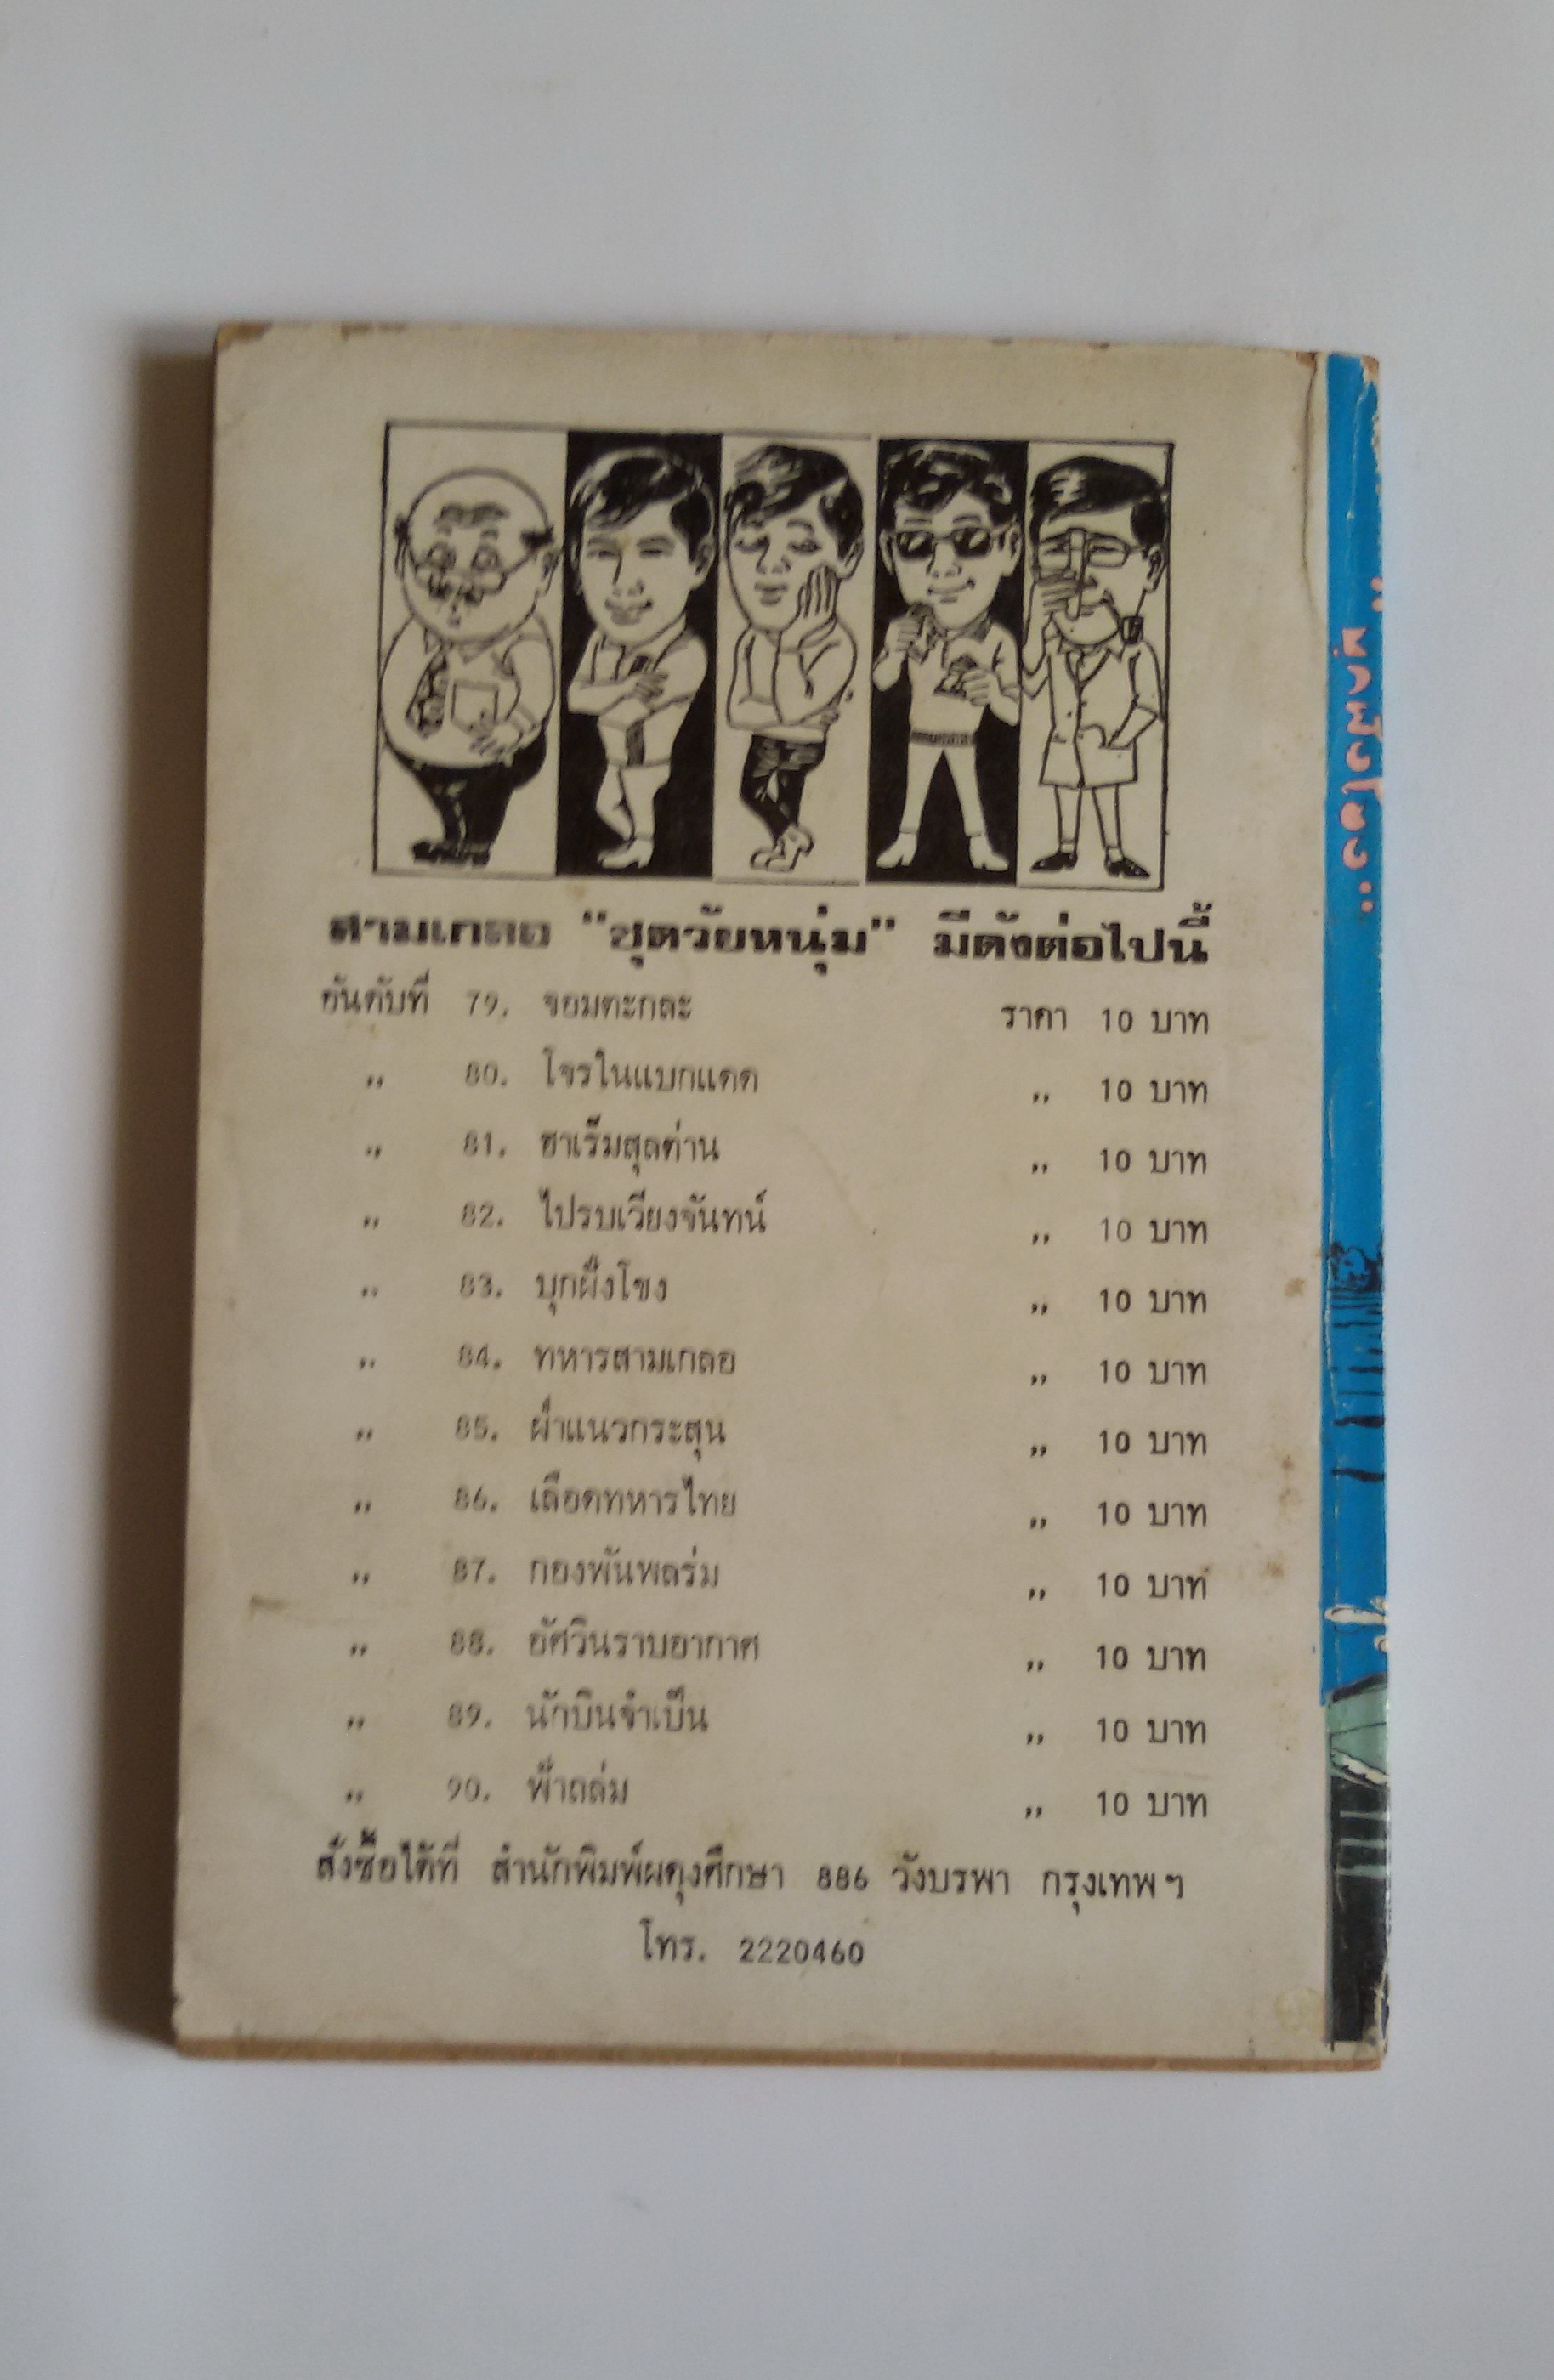 สามเกลอ "ชุดวัยหนุ่ม" มีดังต่อไปนี้
อันดับที่ 79. จอมตะกละ ราคา 10 บาท
,, 80. โจรในแบกแดด ,, 10 บาท
,, 81. ฮาเร็มสุลต่าน ,, 10 บาท
,, 82. ไปรบเวียงจันทน์ ,, 10 บาท
,, 83. บุกฝั่งโขง ,, 10 บาท
,, 84. ทหารสามเกลอ ,, 10 บาท
,, 85. ฝ่าแนวกระสุน ,, 10 บาท
,, 86. เลือดทหารไทย ,, 10 บาท
,, 87. กองพันพลร่ม ,, 10 บาท
,, 88. อัศวินราบอากาศ ,, 10 บาท
,, 89. นักบินจำเป็น ,, 10 บาท
,, 90. ฟ้าถล่ม ,, 10 บาท
สั่งซื้อได้ที่ สำนักพิมพ์ผดุงศึกษา 886 วังบูรพา กรุงเทพฯ
โทร. 2220460